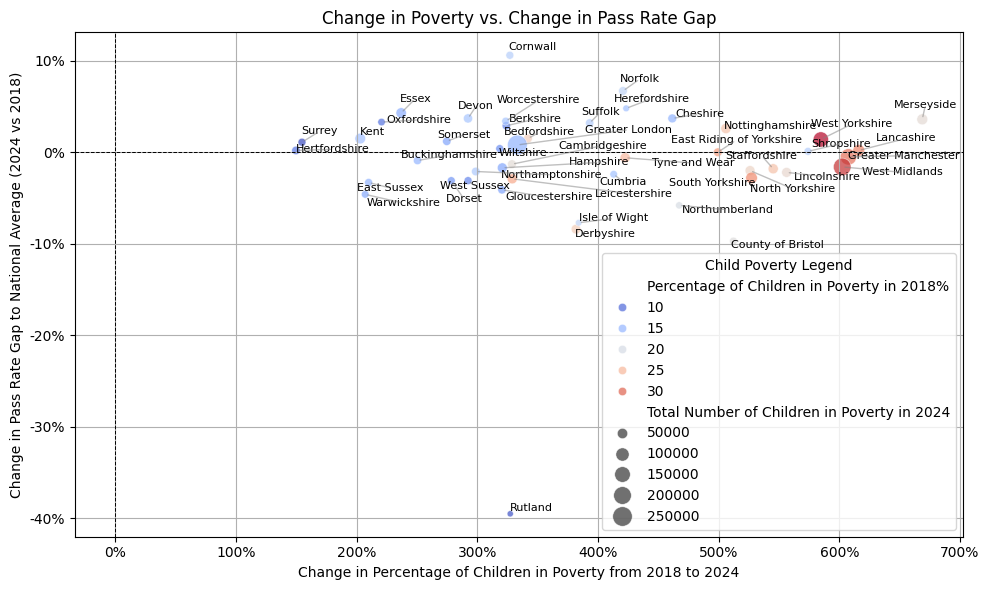 Change in Poverty vs. Change in Pass Rate Gap
Change in Pass Rate Gap to National Average (2024 vs 2018)
10%
0%
-10%
-20%
-30%
-40%
Cornwall
Norfolk
Essex
Worcestershire
Herefordshire
Merseyside
Devon
Suffolk
Cheshire
Oxfordshire
Berkshire
Nottinghamshire
West Yorkshire
Surrey
Kent
Somerset
Bedfordshire
Greater London
East Riding of Yorkshire
Shropshire
Lancashire
Hertfordshire
Buckinghamshire
Wiltshire
Cambridgeshire
Hampshire
Tyne and Wear
Staffordshire
Greater Manchester
West Midlands
Northamptonshire
Cumbria
South Yorkshire
Lincolnshire
East Sussex
West Sussex
North Yorkshire
Warwickshire
Dorset
Gloucestershire
Leicestershire
Northumberland
Isle of Wight
Derbyshire
County of Bristol
Rutland
Child Poverty Legend
Percentage of Children in Poverty in 2018%
10
15
20
25
30
Total Number of Children in Poverty in 2024
50000
100000
150000
200000
250000
0%
100%
200%
300%
400%
500%
600%
700%
Change in Percentage of Children in Poverty from 2018 to 2024